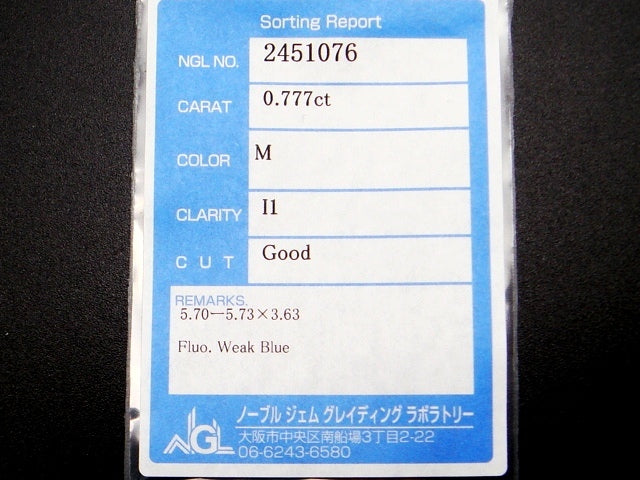 Sorting Report
NGL NO. 2451076
CARAT 0.777ct
COLOR M
CLARITY I1
CUT Good
REMARKS.
5.70－5.73×3.63
Fluo. Weak Blue
NGL
ノーブル ジェム グレイディング ラボラトリー
大阪市中央区南船場3丁目2-22
06-6243-6580